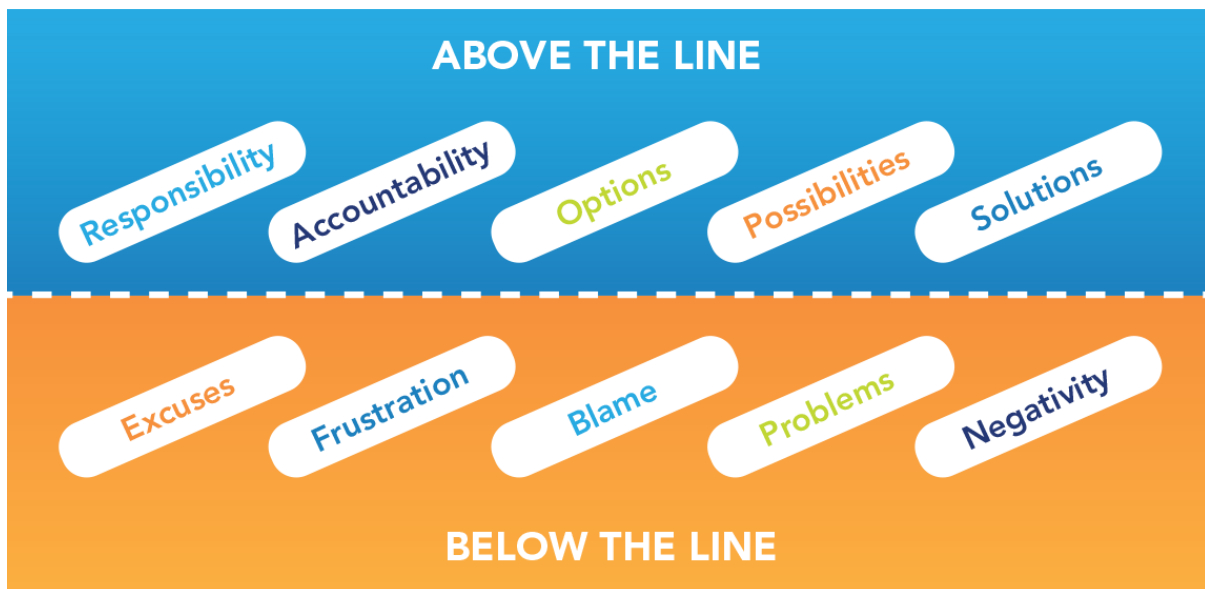 ABOVE THE LINE
Responsibility
Accountability
Options
Possibilities
Solutions
Excuses
Frustration
Blame
Problems
Negativity
BELOW THE LINE